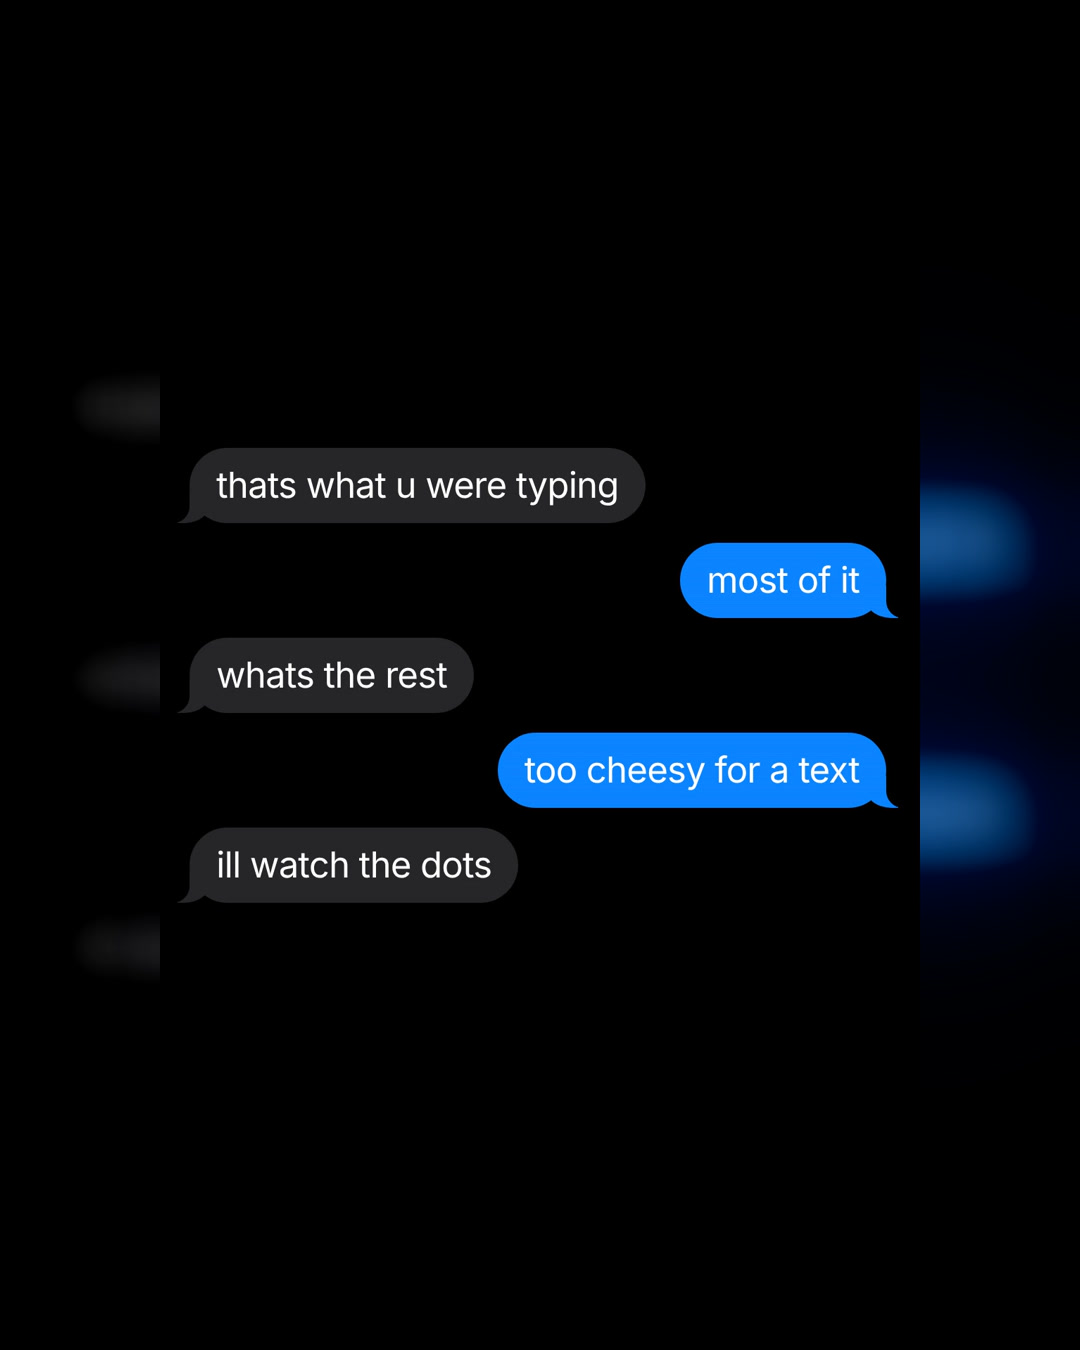 thats what u were typing
most of it
whats the rest
too cheesy for a text
ill watch the dots